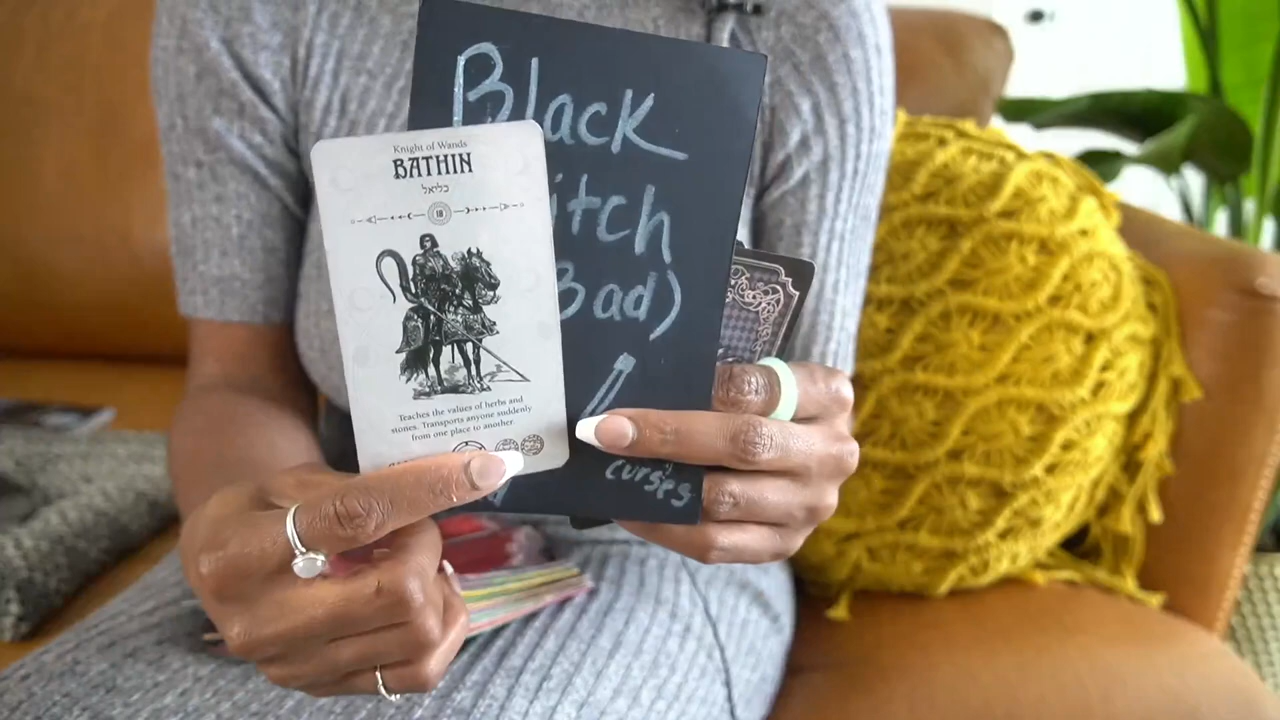 Knight of Wands
BATHIN
כליאל
18
Teaches the values of herbs and
stones. Transports anyone suddenly
from one place to another.
Black
itch
Bad)
curses